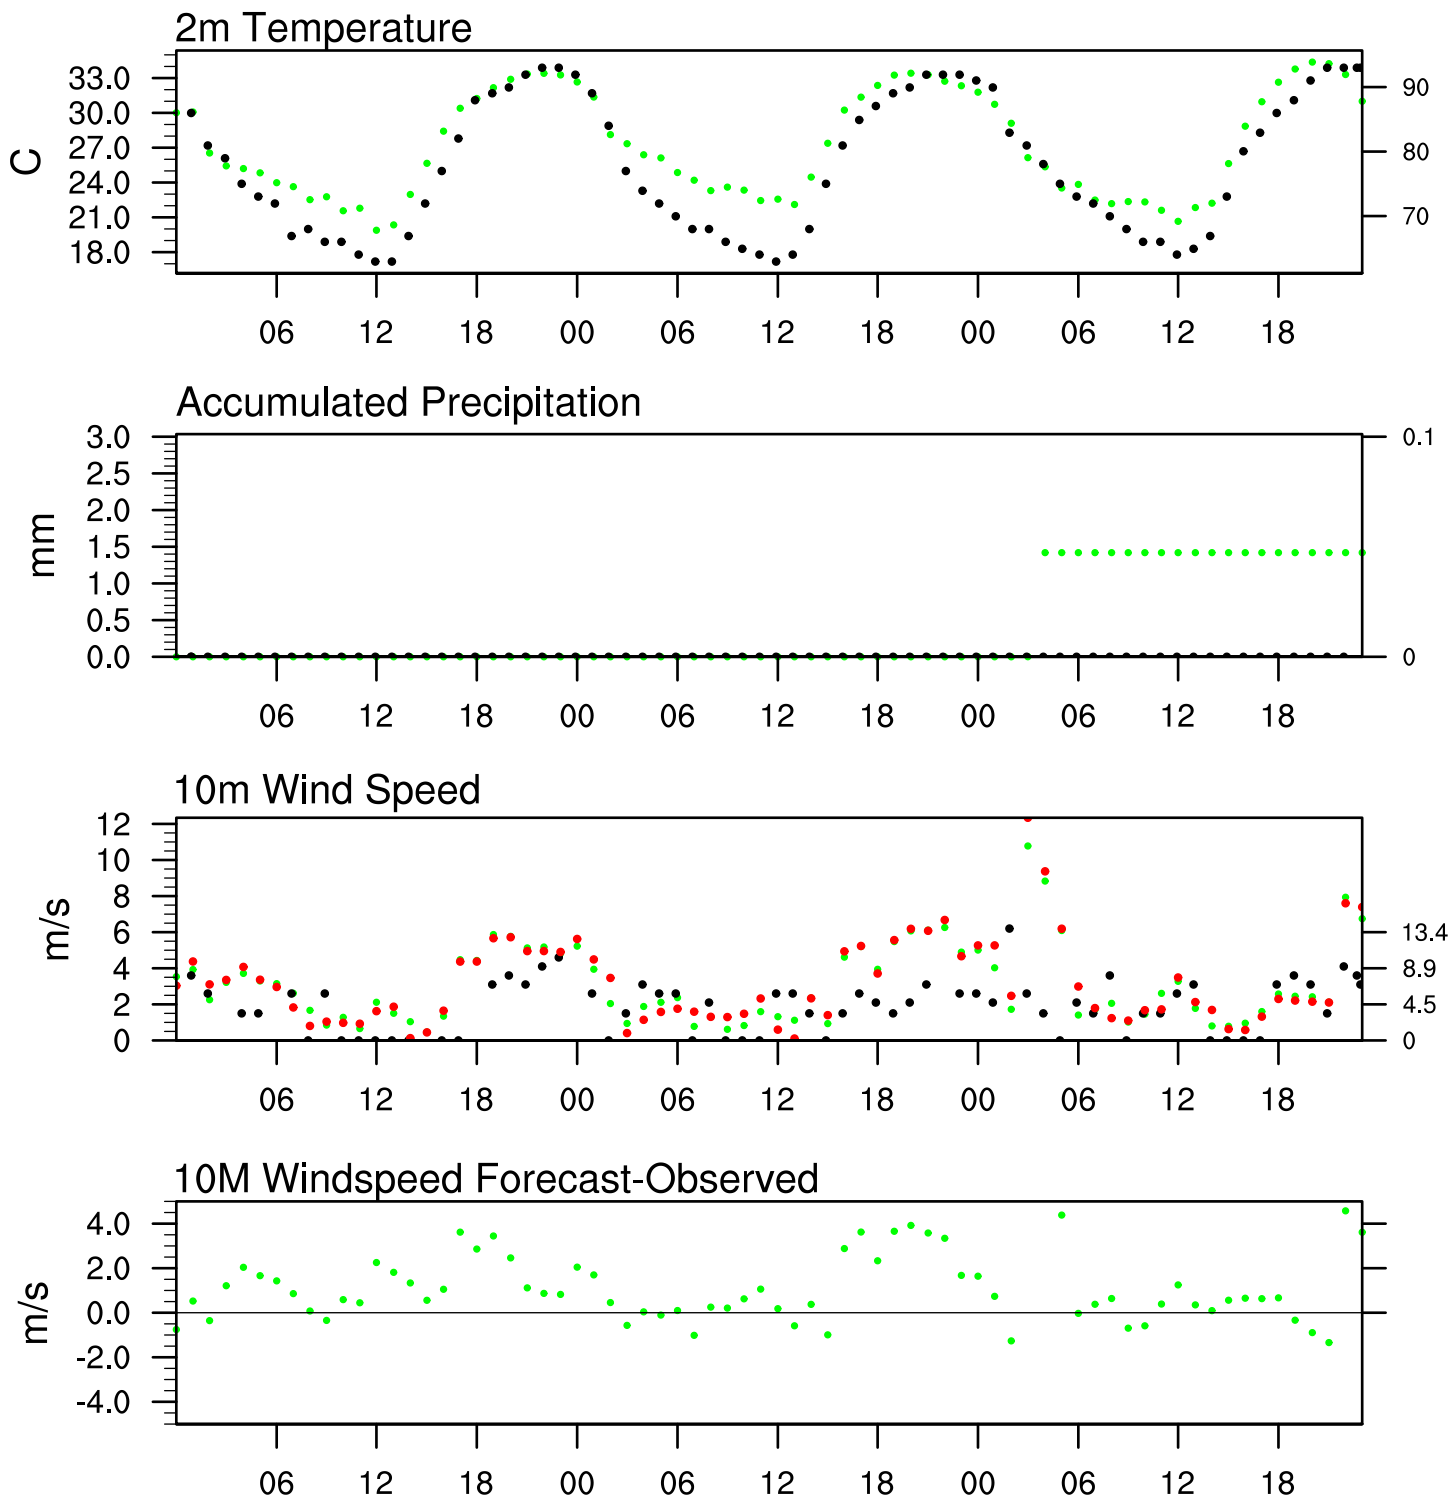 2m Temperature
C
33.0
30.0
27.0
24.0
21.0
18.0
90
80
70
06 12 18 00 06 12 18 00 06 12 18
Accumulated Precipitation
mm
3.0
2.5
2.0
1.5
1.0
0.5
0.0
0.1
0
06 12 18 00 06 12 18 00 06 12 18
10m Wind Speed
m/s
12
10
8
6
4
2
0
13.4
8.9
4.5
0
06 12 18 00 06 12 18 00 06 12 18
10M Windspeed Forecast-Observed
m/s
4.0
2.0
0.0
-2.0
-4.0
06 12 18 00 06 12 18 00 06 12 18